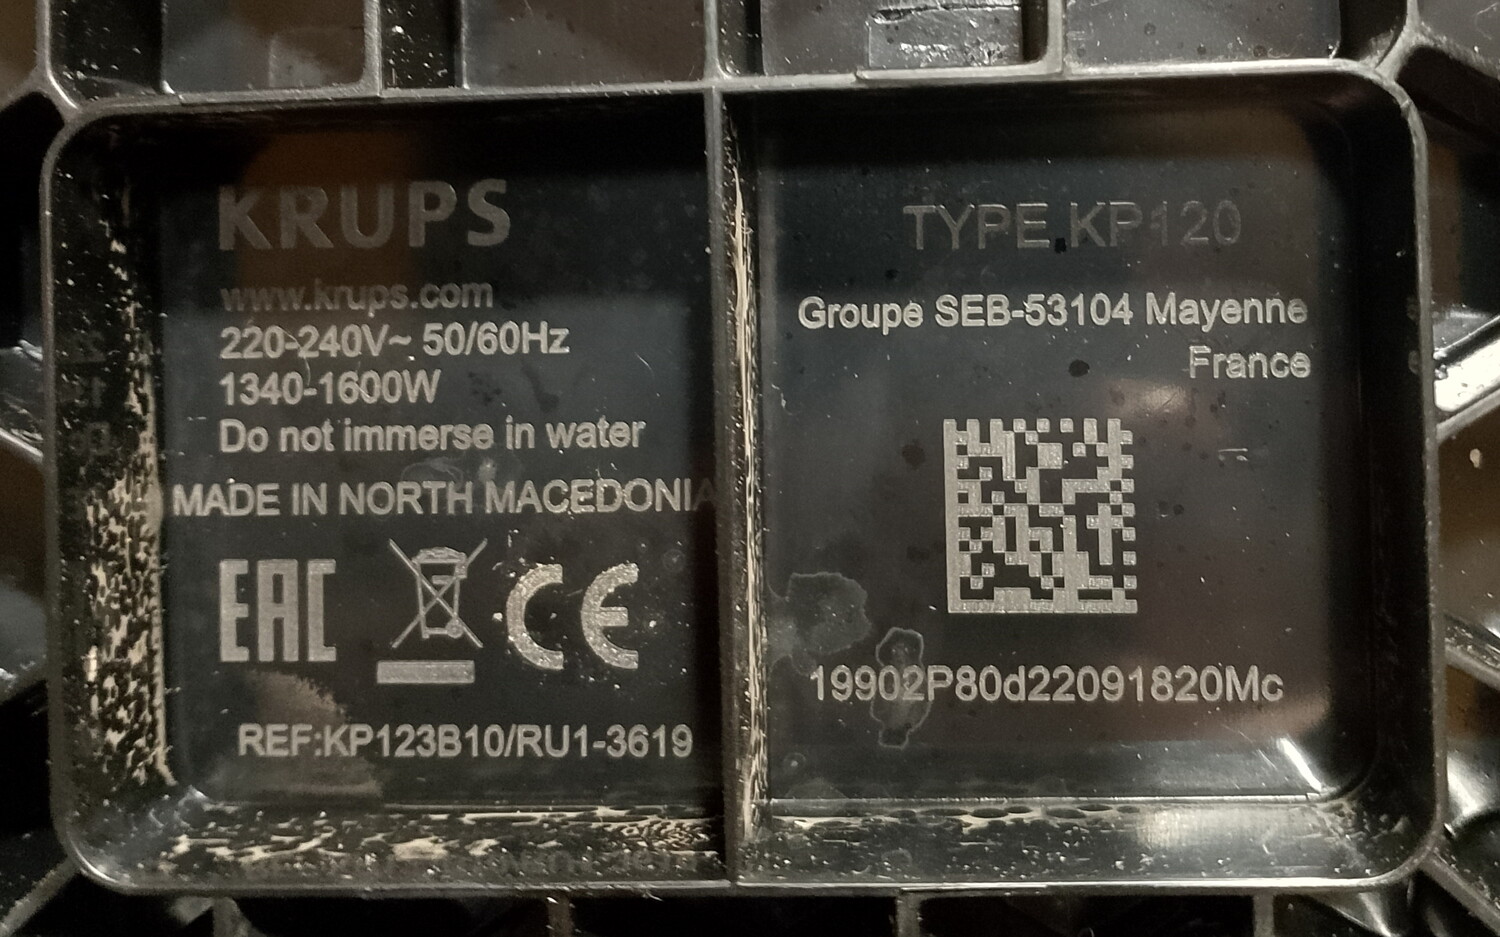 KRUPS
www.krups.com
220-240V~ 50/60Hz
1340-1600W
Do not immerse in water
MADE IN NORTH MACEDONIA
EAC
CE
REF:KP123B10/RU1-3619
TYPE KP120
Groupe SEB-53104 Mayenne
France
19902P80d22091820Mc